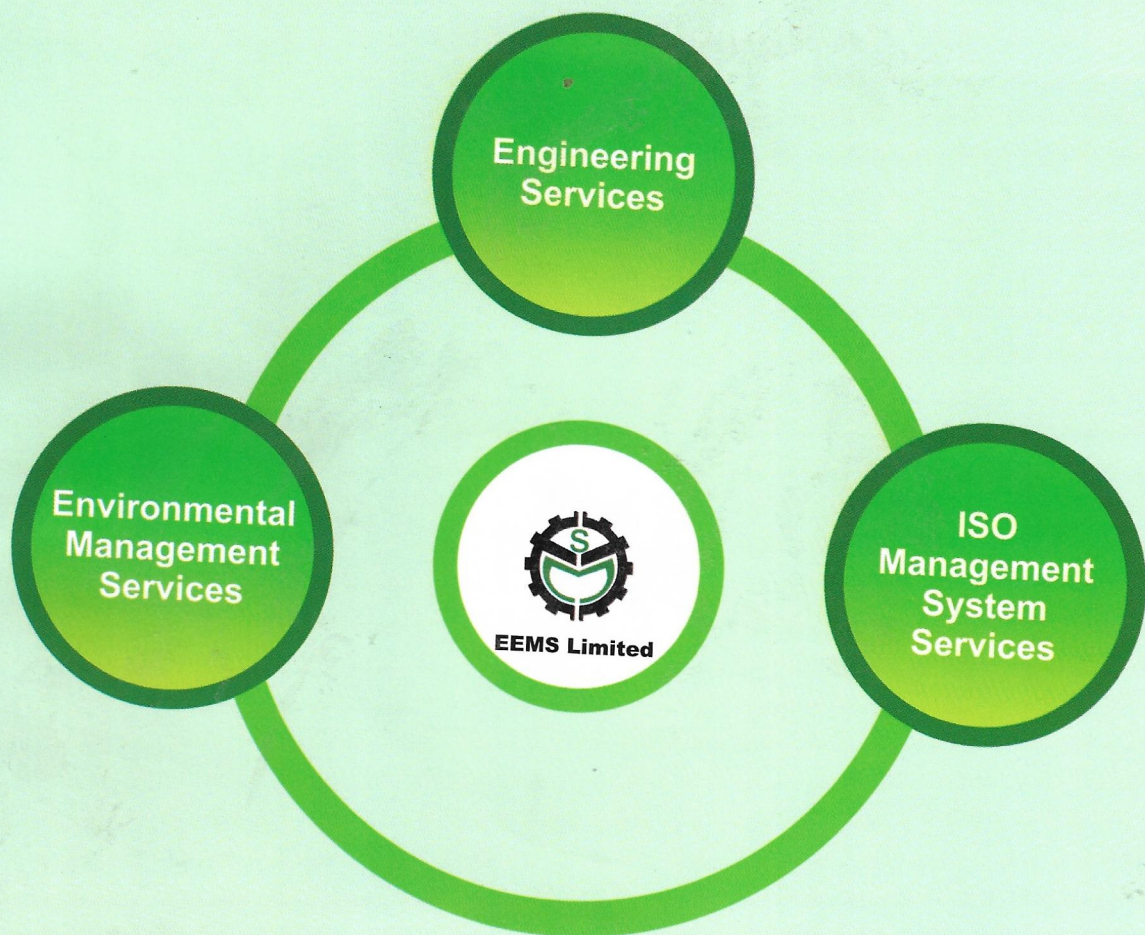 Engineering
Services
Environmental
Management
Services
S
EEMS Limited
ISO
Management
System
Services